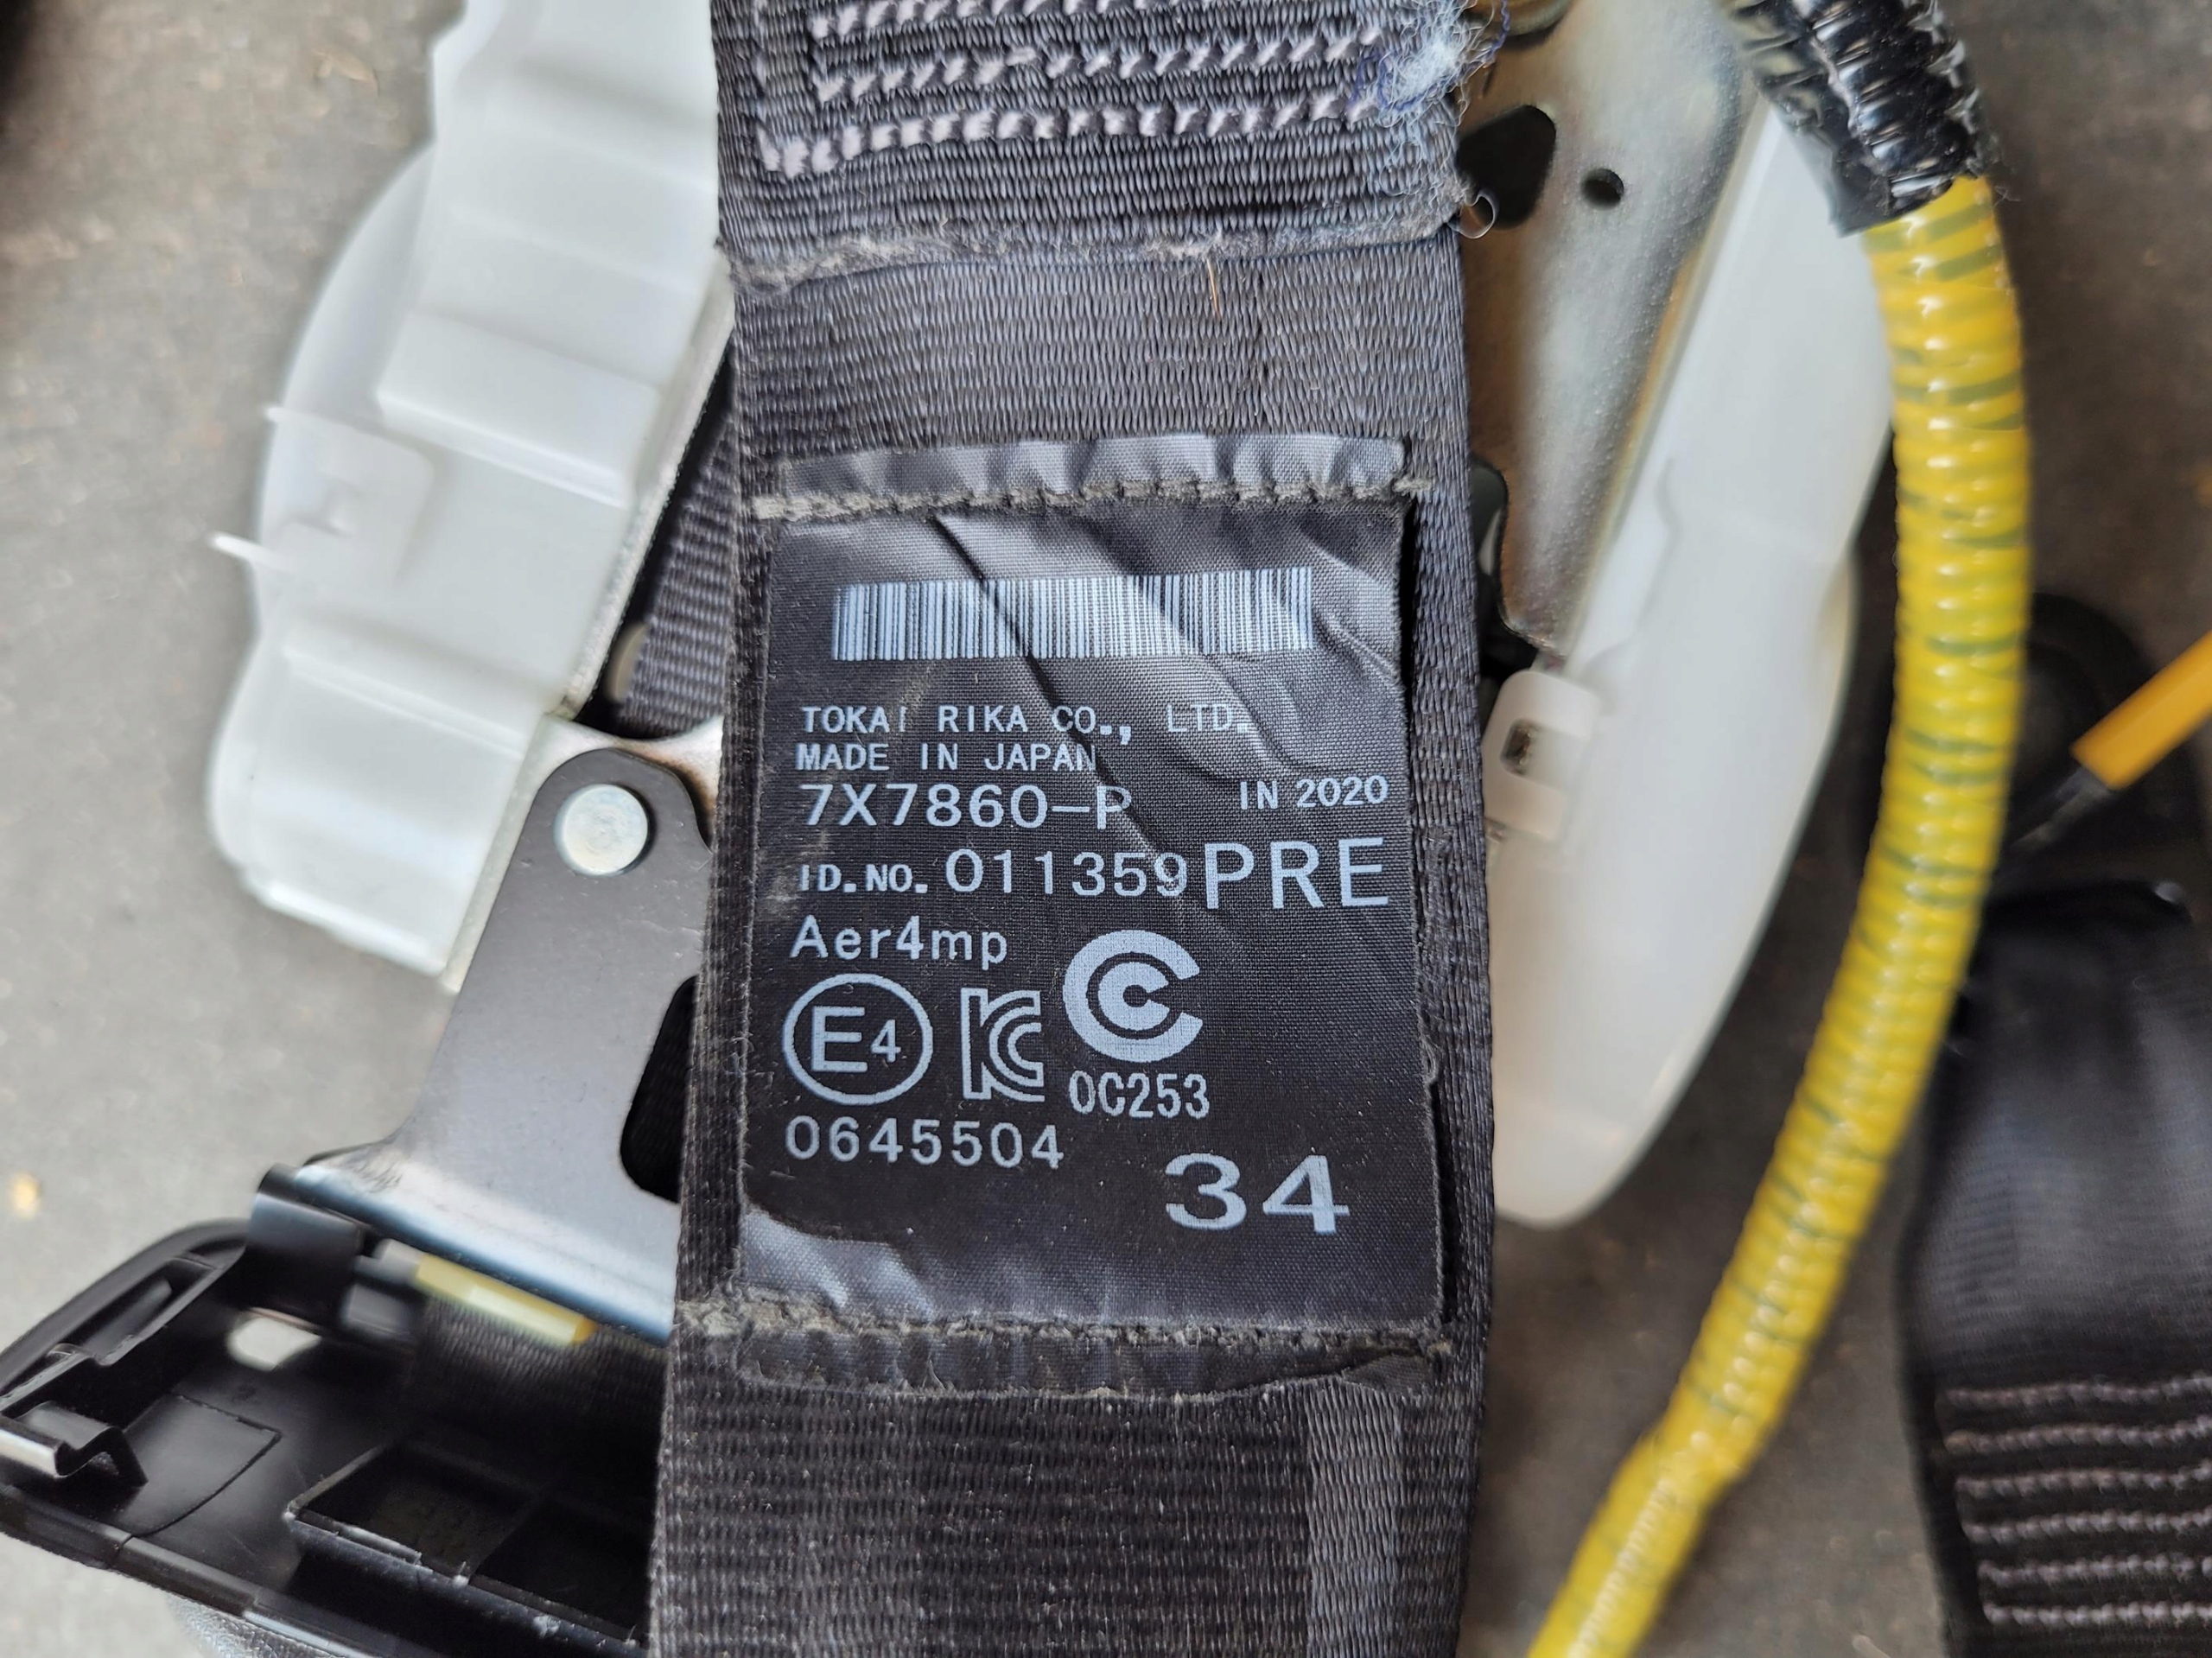 TOKAI RIKA CO., LTD.
MADE IN JAPAN
7X7860-P IN 2020
ID.NO. 011359 PRE
Aer4mp
E4 KC C
0C253
0645504
34